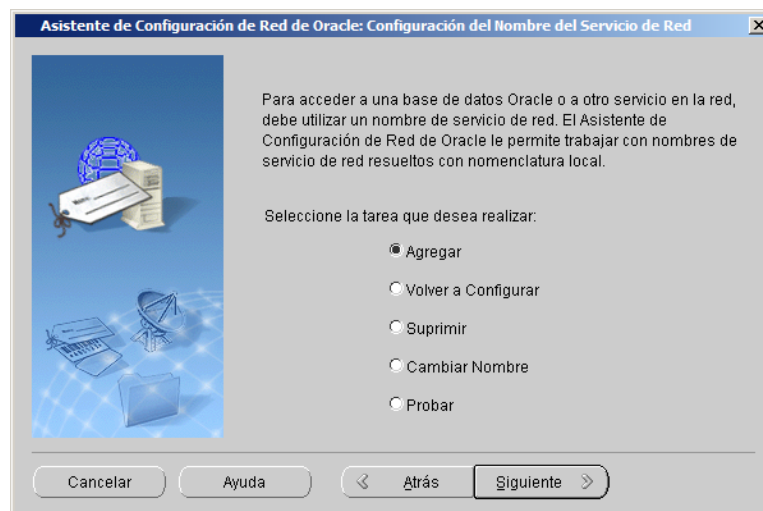 Asistente de Configuración de Red de Oracle: Configuración del Nombre del Servicio de Red
Para acceder a una base de datos Oracle o a otro servicio en la red,
debe utilizar un nombre de servicio de red. El Asistente de
Configuración de Red de Oracle le permite trabajar con nombres de
servicio de red resueltos con nomenclatura local.
Seleccione la tarea que desea realizar:
Agregar
Volver a Configurar
Suprimir
Cambiar Nombre
Probar
Cancelar
Ayuda
Atrás
Siguiente